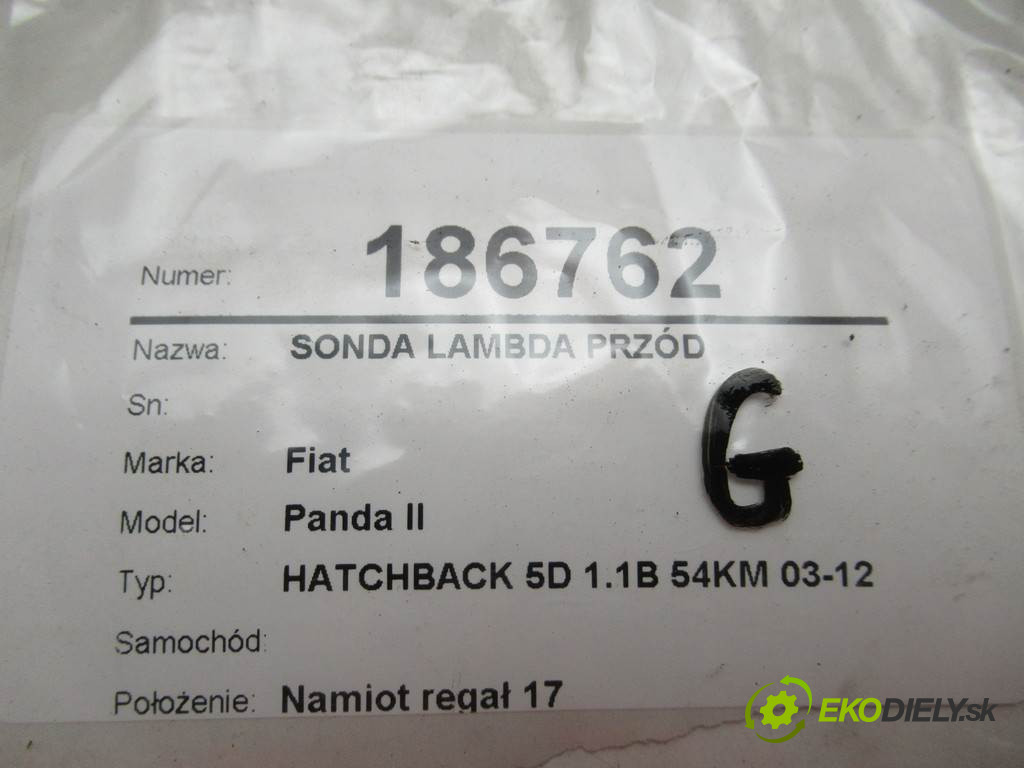 Numer: 186762
Nazwa: SONDA LAMBDA PRZÓD
Sn:
G
Marka: Fiat
Model: Panda II
Typ: HATCHBACK 5D 1.1B 54KM 03-12
Samochód:
Położenie: Namiot regał 17
EKODIELY.sk